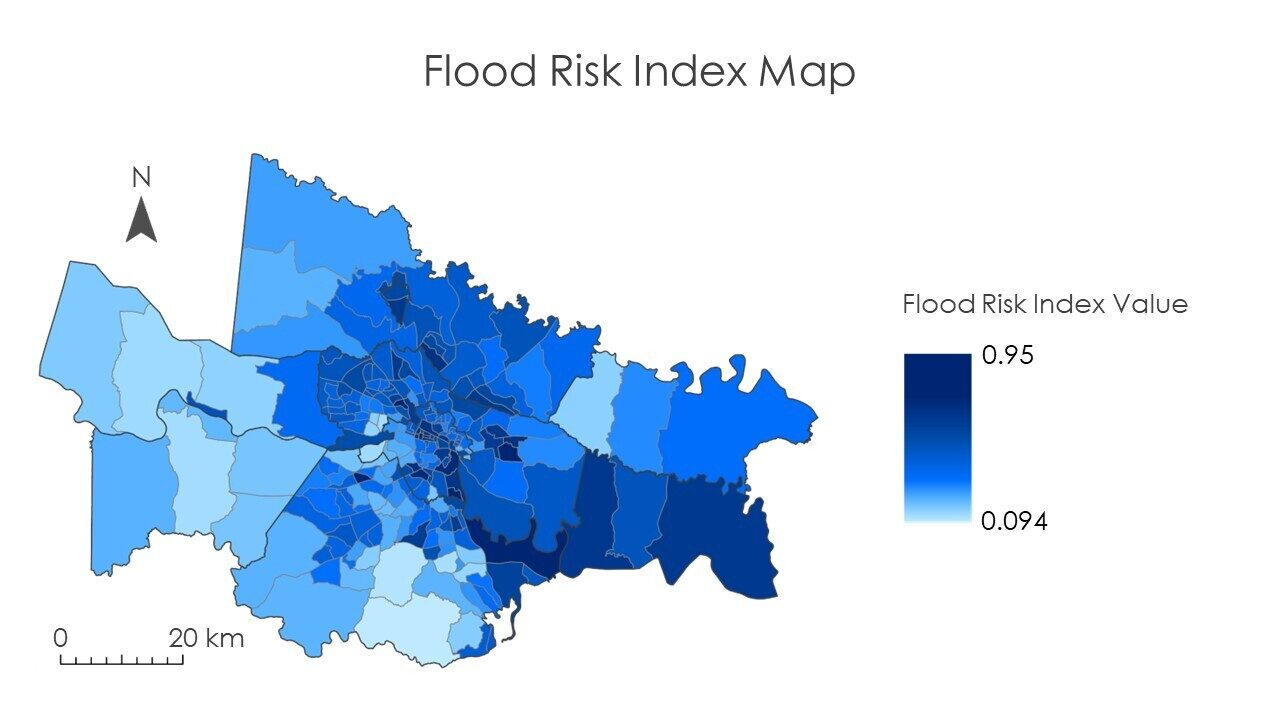 Flood Risk Index Map
N
Flood Risk Index Value
0.95
0.094
0 20 km